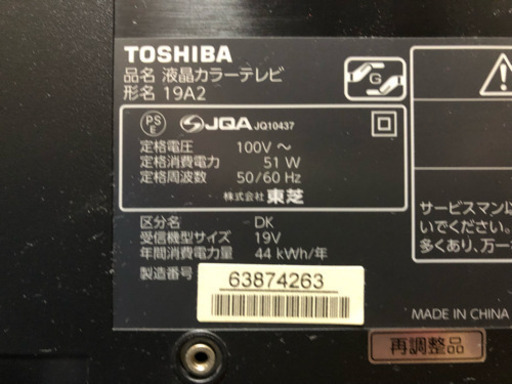 TOSHIBA
品名 液晶カラーテレビ
形名 19A2
G
PS
E
JQA JQ10437
定格電圧 100V ～
定格消費電力 51 W
定格周波数 50/60 Hz
株式会社 東芝
区分名 DK
受信機型サイズ 19V
年間消費電力量 44 kWh/年
製造番号 63874263
サービスマン以
いでください。
多くあり、万一
MADE IN CHINA
再調整品